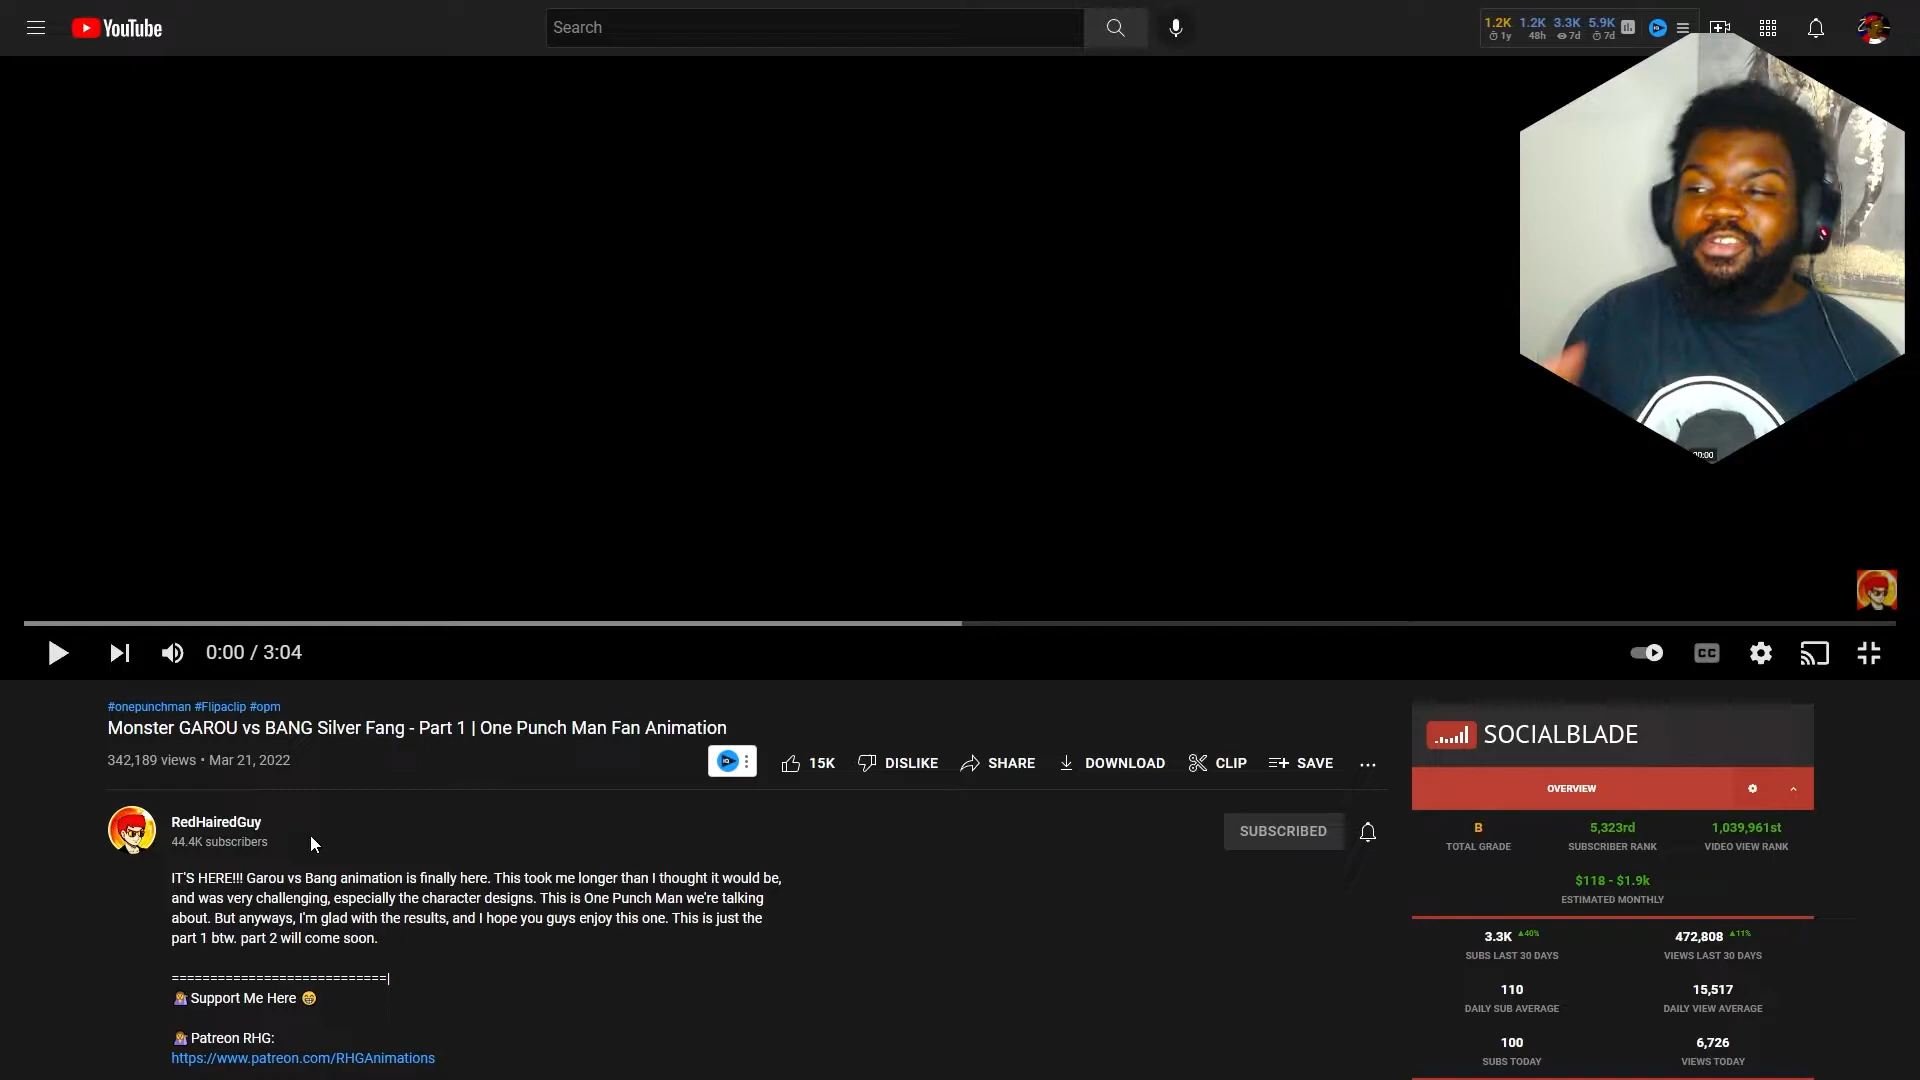 YouTube
Search
1.2K 1.2K 3.3K 5.9K
1y 48h 7d 7d
00:00
0:00 / 3:04
CC
#onepunchman #Flipaclip #opm
Monster GAROU vs BANG Silver Fang - Part 1 | One Punch Man Fan Animation
342,189 views • Mar 21, 2022
15K DISLIKE SHARE DOWNLOAD CLIP SAVE
RedHairedGuy
44.4K subscribers
SUBSCRIBED
IT'S HERE!!! Garou vs Bang animation is finally here. This took me longer than I thought it would be,
and was very challenging, especially the character designs. This is One Punch Man we're talking
about. But anyways, I'm glad with the results, and I hope you guys enjoy this one. This is just the
part 1 btw. part 2 will come soon.
============================|
Support Me Here 😁
Patreon RHG:
https://www.patreon.com/RHGAnimations
SOCIALBLADE
OVERVIEW
B 5,323rd 1,039,961st
TOTAL GRADE SUBSCRIBER RANK VIDEO VIEW RANK
$118 - $1.9k
ESTIMATED MONTHLY
3.3K ▲40% 472,808 ▲11%
SUBS LAST 30 DAYS VIEWS LAST 30 DAYS
110 15,517
DAILY SUB AVERAGE DAILY VIEW AVERAGE
100 6,726
SUBS TODAY VIEWS TODAY